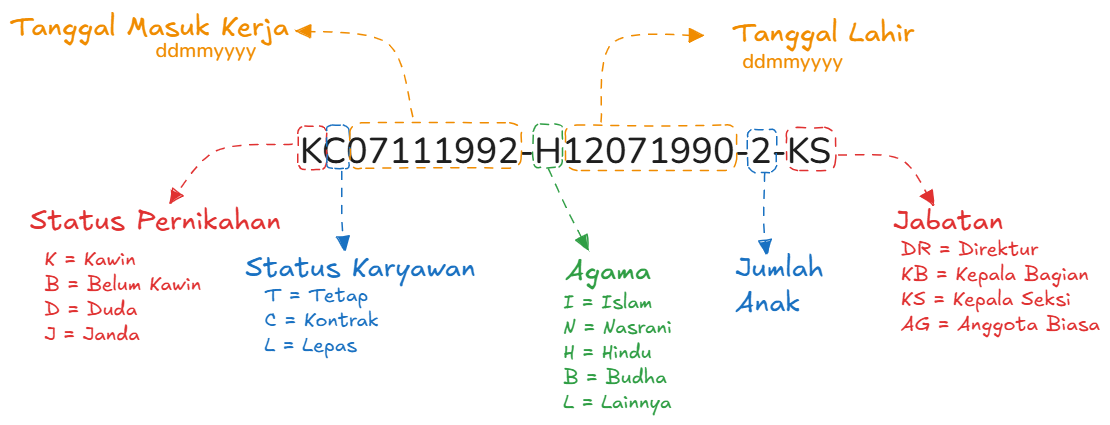 Tanggal Masuk Kerja
ddmmyyyy
Tanggal Lahir
ddmmyyyy
KC07111992-H12071990-2-KS
Status Pernikahan
K = Kawin
B = Belum Kawin
D = Duda
J = Janda
Status Karyawan
T = Tetap
C = Kontrak
L = Lepas
Agama
I = Islam
N = Nasrani
H = Hindu
B = Budha
L = Lainnya
Jumlah
Anak
Jabatan
DR = Direktur
KB = Kepala Bagian
KS = Kepala Seksi
AG = Anggota Biasa